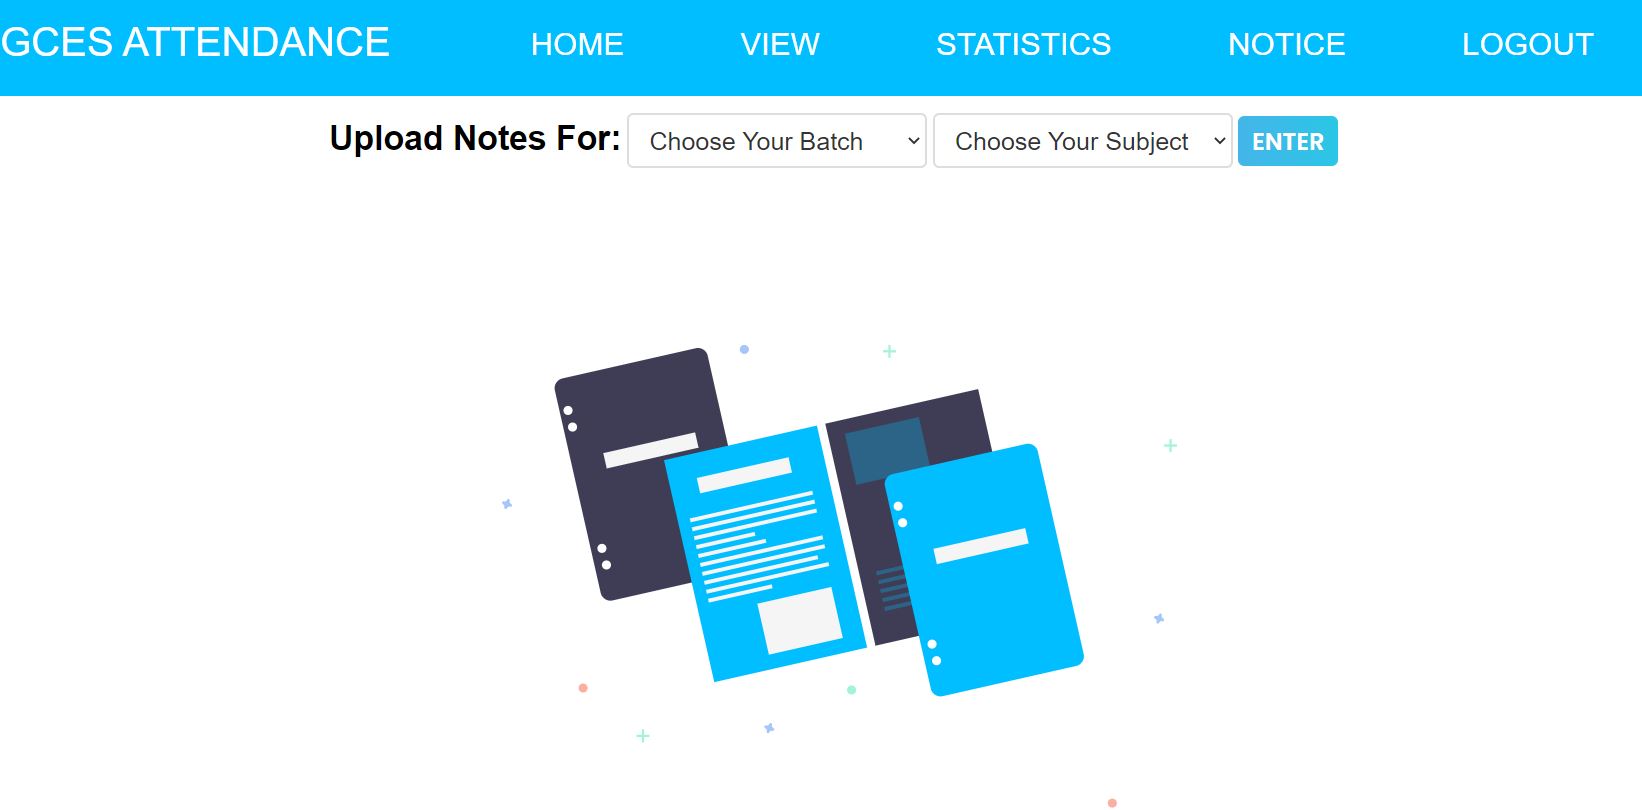 GCES ATTENDANCE HOME VIEW STATISTICS NOTICE LOGOUT
Upload Notes For: Choose Your Batch Choose Your Subject ENTER